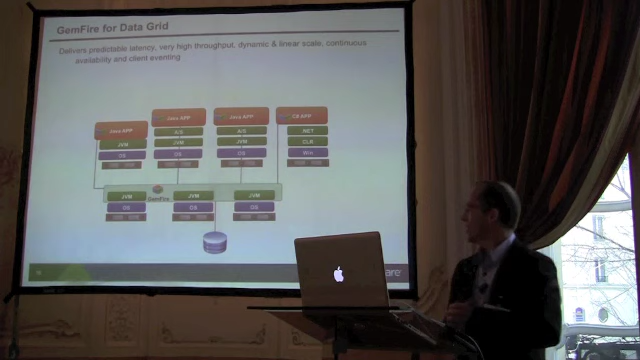 GemFire for Data Grid
Delivers predictable latency, very high throughput, dynamic & linear scale, continuous
availability and client eventing
Java APP
Java APP
Java APP
C# APP
A/S
A/S
.NET
JVM
JVM
JVM
CLR
OS
OS
OS
Win
GemFire
JVM
JVM
JVM
OS
OS
OS